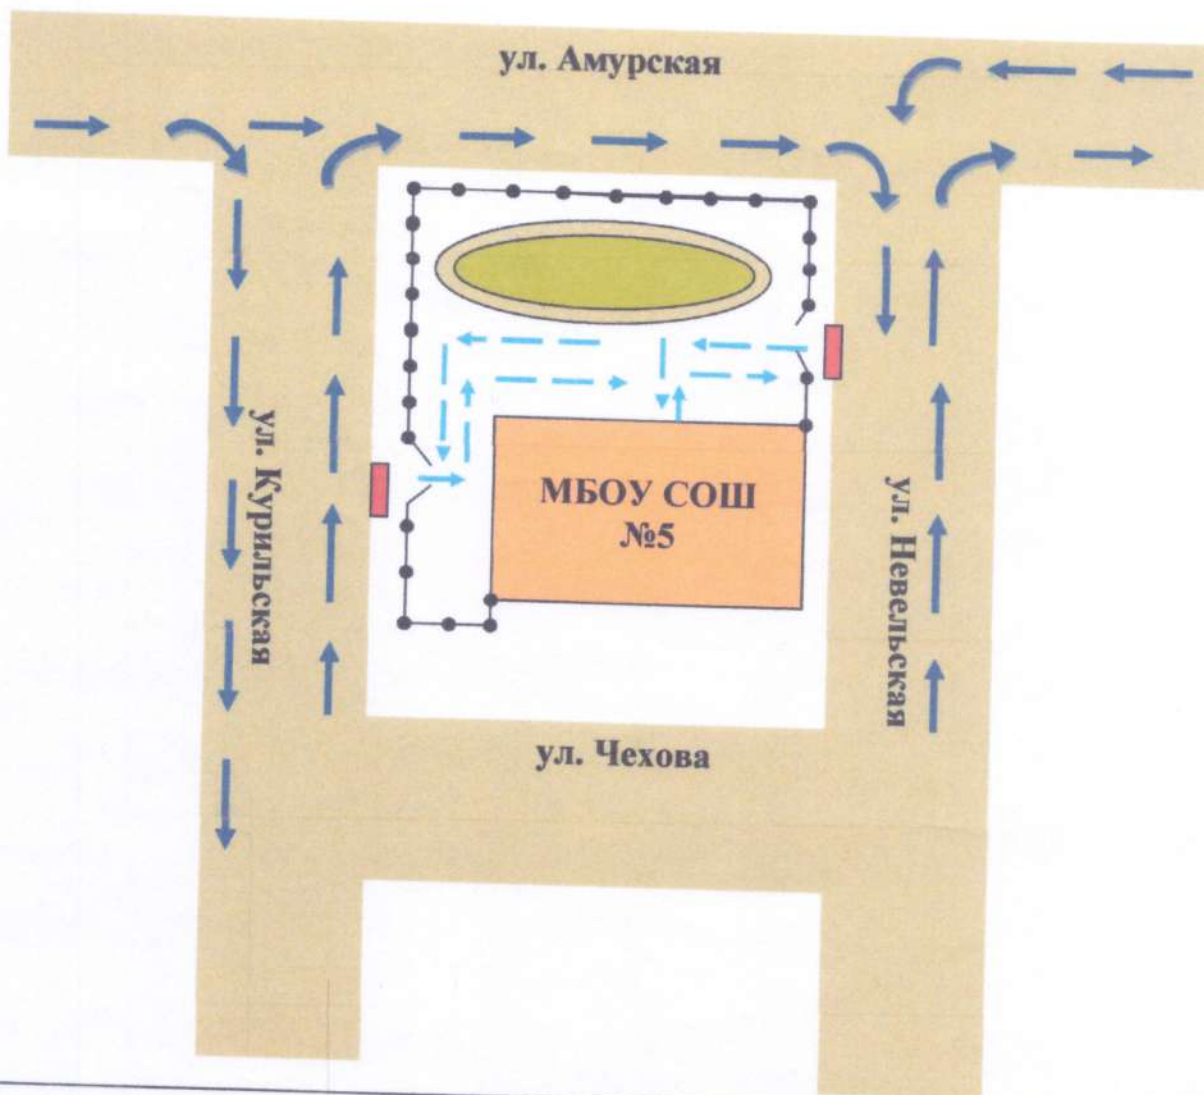 ул. Амурская
ул. Курильская
МБОУ СОШ
№5
ул. Невельская
ул. Чехова